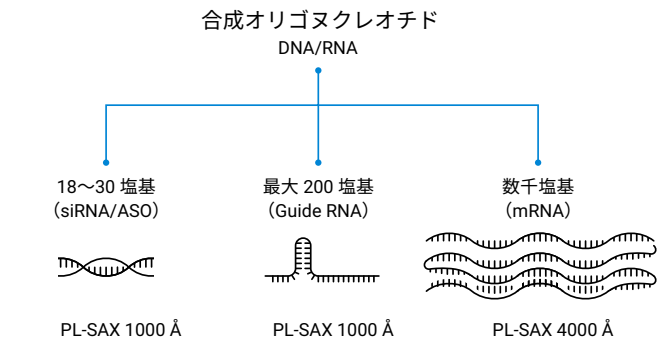 合成オリゴヌクレオチド
DNA/RNA
18～30 塩基
（siRNA/ASO）
最大 200 塩基
（Guide RNA）
数千塩基
（mRNA）
PL-SAX 1000 Å
PL-SAX 1000 Å
PL-SAX 4000 Å